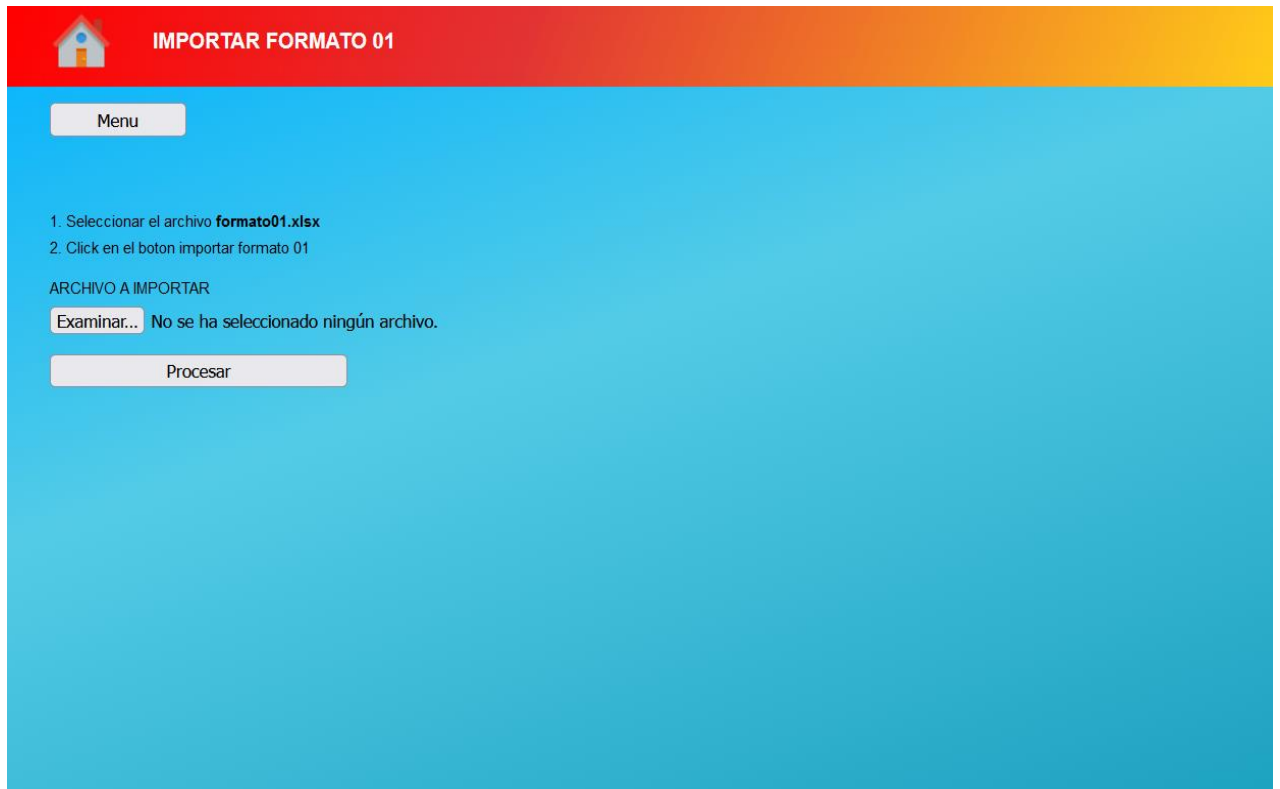 IMPORTAR FORMATO 01
Menu
1. Seleccionar el archivo formato01.xlsx
2. Click en el boton importar formato 01
ARCHIVO A IMPORTAR
Examinar... No se ha seleccionado ningún archivo.
Procesar